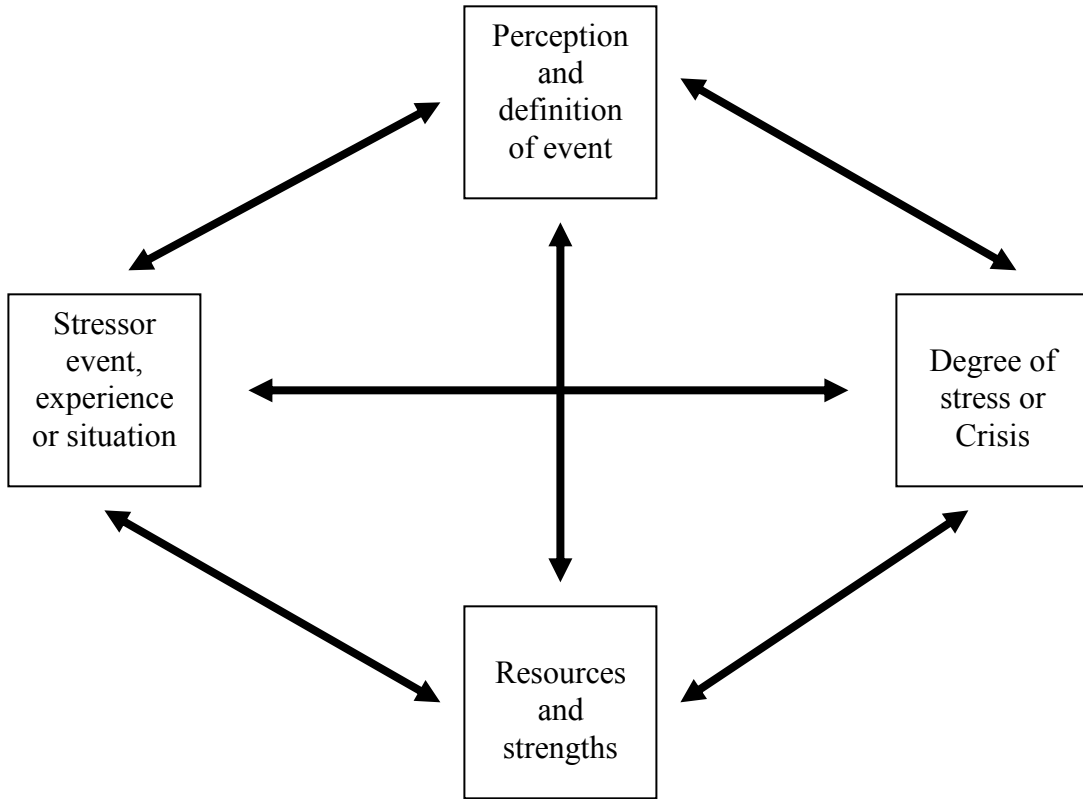 Perception
and
definition
of event
Stressor
event,
experience
or situation
Degree of
stress or
Crisis
Resources
and
strengths